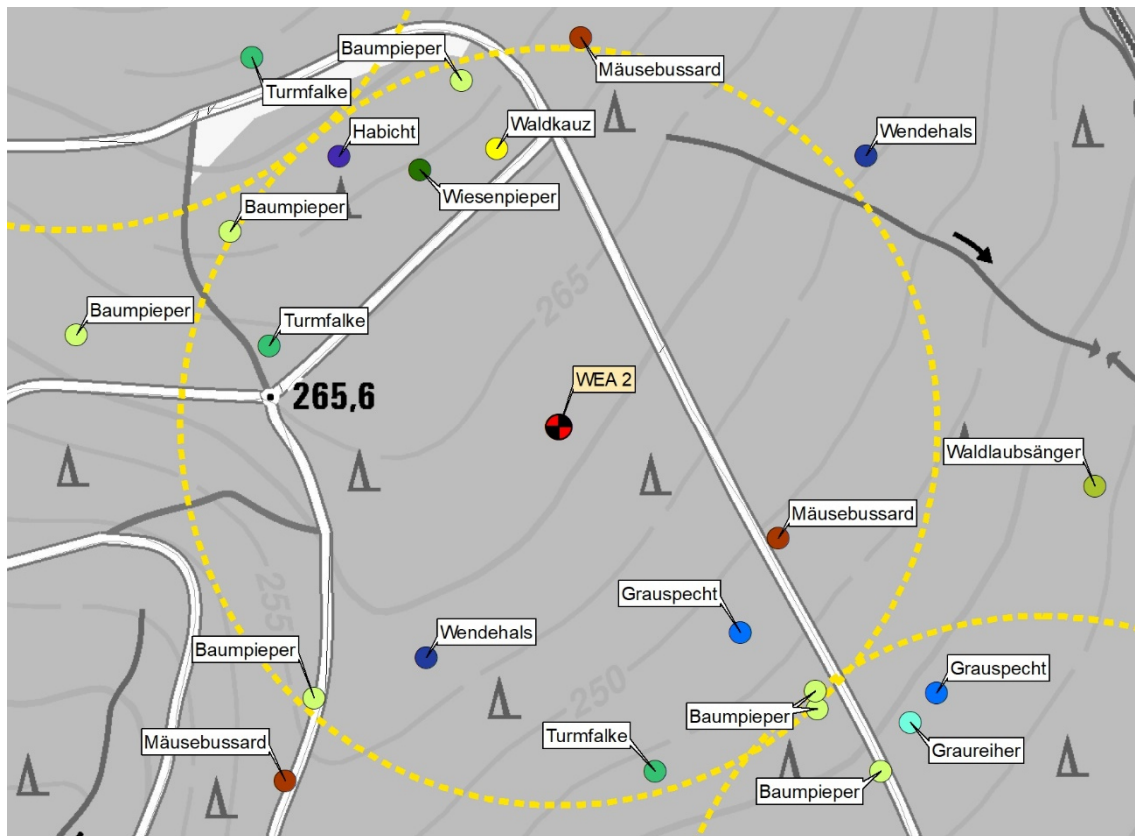 Baumpieper
Mäusebussard
Turmfalke
Habicht
Waldkauz
Wendehals
Wiesenpieper
Baumpieper
265
Baumpieper
Turmfalke
265,6
WEA 2
Waldlaubsänger
Mäusebussard
255
Grauspecht
Wendehals
Baumpieper
Grauspecht
250
Baumpieper
Mäusebussard
Turmfalke
Graureiher
Baumpieper